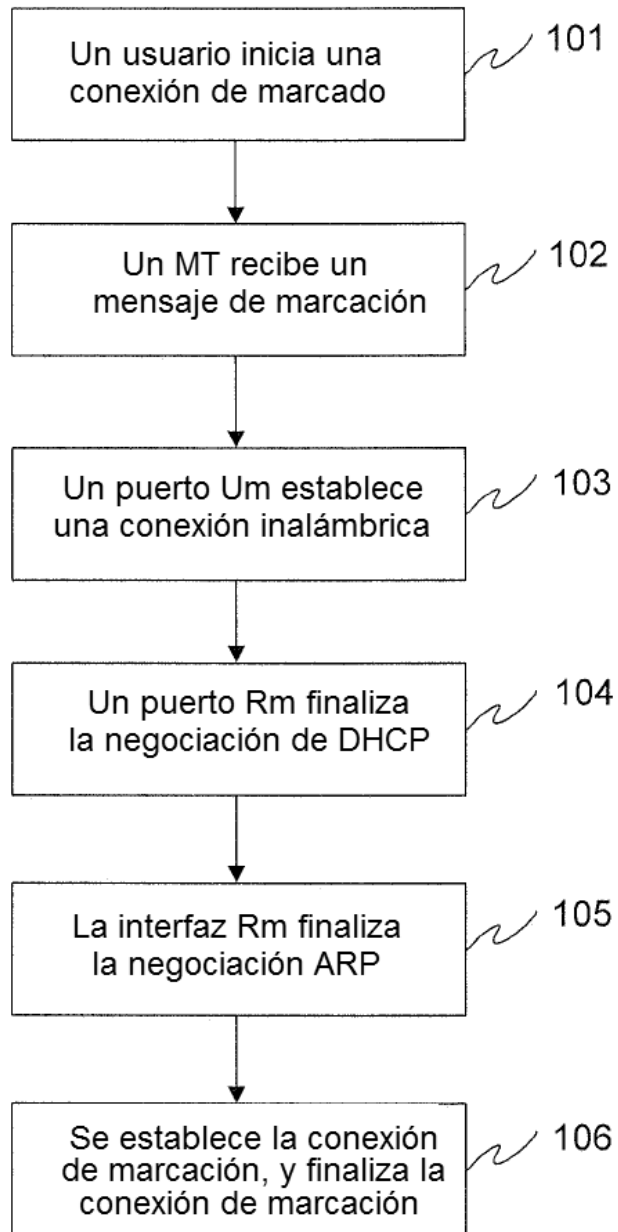 Un usuario inicia una
conexión de marcado
101
Un MT recibe un
mensaje de marcación
102
Un puerto Um establece
una conexión inalámbrica
103
Un puerto Rm finaliza
la negociación de DHCP
104
La interfaz Rm finaliza
la negociación ARP
105
Se establece la conexión
de marcación, y finaliza la
conexión de marcación
106